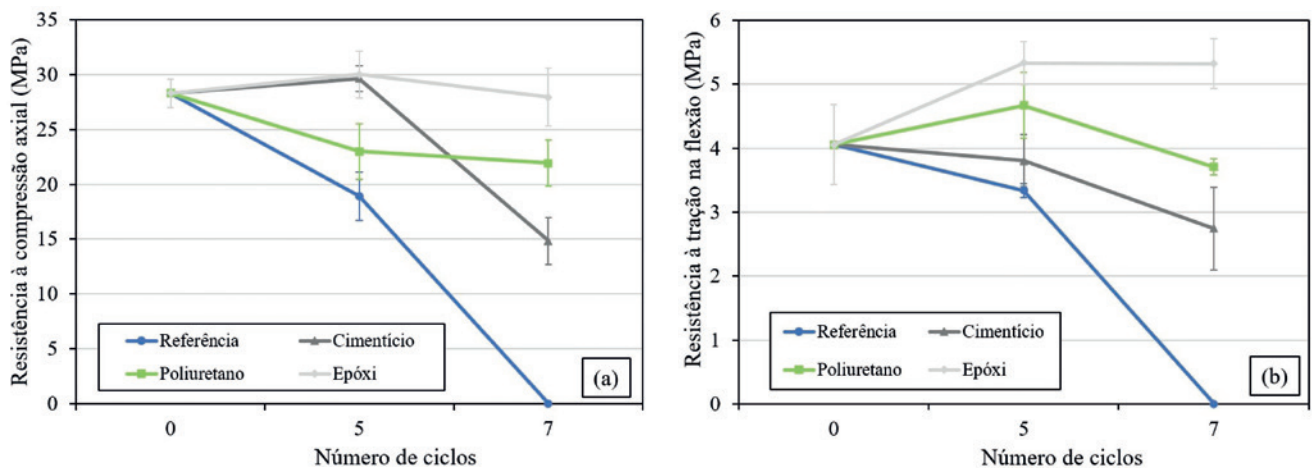 Resistência à compressão axial (MPa)
35
30
25
20
15
10
5
0
Referência
Cimentício
Poliuretano
Epóxi
(a)
0
5
7
Número de ciclos
Resistência à tração na flexão (MPa)
6
5
4
3
2
1
0
Referência
Cimentício
Poliuretano
Epóxi
(b)
0
5
7
Número de ciclos